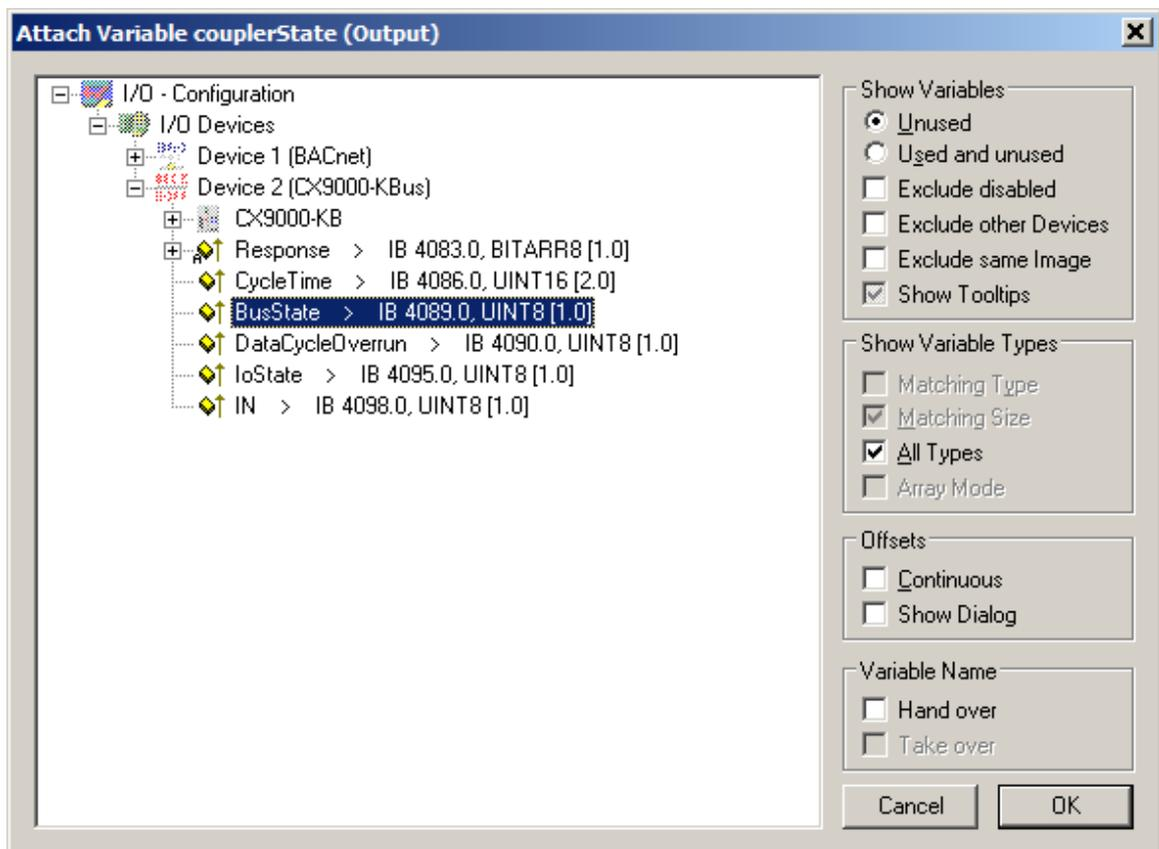 Attach Variable couplerState (Output)
I/O - Configuration
I/O Devices
Device 1 (BACnet)
Device 2 (CX9000-KBus)
CX9000-KB
Response > IB 4083.0, BITARR8 [1.0]
CycleTime > IB 4086.0, UINT16 [2.0]
BusState > IB 4089.0, UINT8 [1.0]
DataCycleOverrun > IB 4090.0, UINT8 [1.0]
IoState > IB 4095.0, UINT8 [1.0]
IN > IB 4098.0, UINT8 [1.0]
Show Variables
Unused
Used and unused
Exclude disabled
Exclude other Devices
Exclude same Image
Show Tooltips
Show Variable Types
Matching Type
Matching Size
All Types
Array Mode
Offsets
Continuous
Show Dialog
Variable Name
Hand over
Take over
Cancel OK